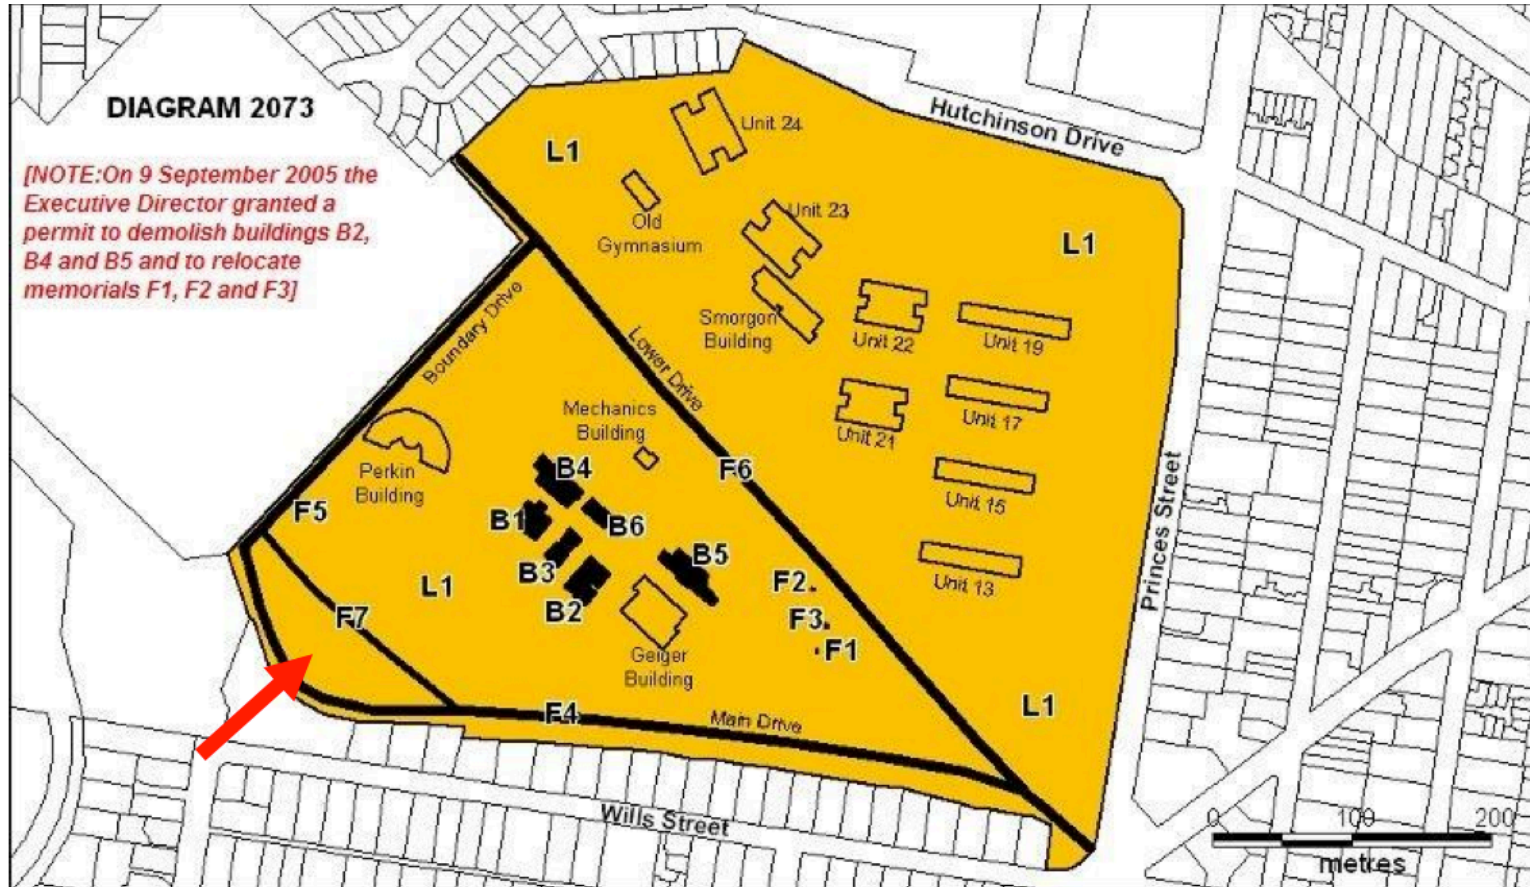 DIAGRAM 2073
[NOTE:On 9 September 2005 the
Executive Director granted a
permit to demolish buildings B2,
B4 and B5 and to relocate
memorials F1, F2 and F3]
Hutchinson Drive
Unit 24
L1
Old
Gymnasium
Unit 23
L1
Smorgon
Building
Unit 22
Unit 19
Boundary Drive
Lower Drive
Mechanics
Building
Unit 21
Unit 17
Perkin
Building
B4
F6
Unit 15
Princes Street
F5
B1
B6
B3
B5
Unit 13
L1
B2
F2
F3
F1
F7
Geiger
Building
F4
Main Drive
L1
Wills Street
0 100 200
metres